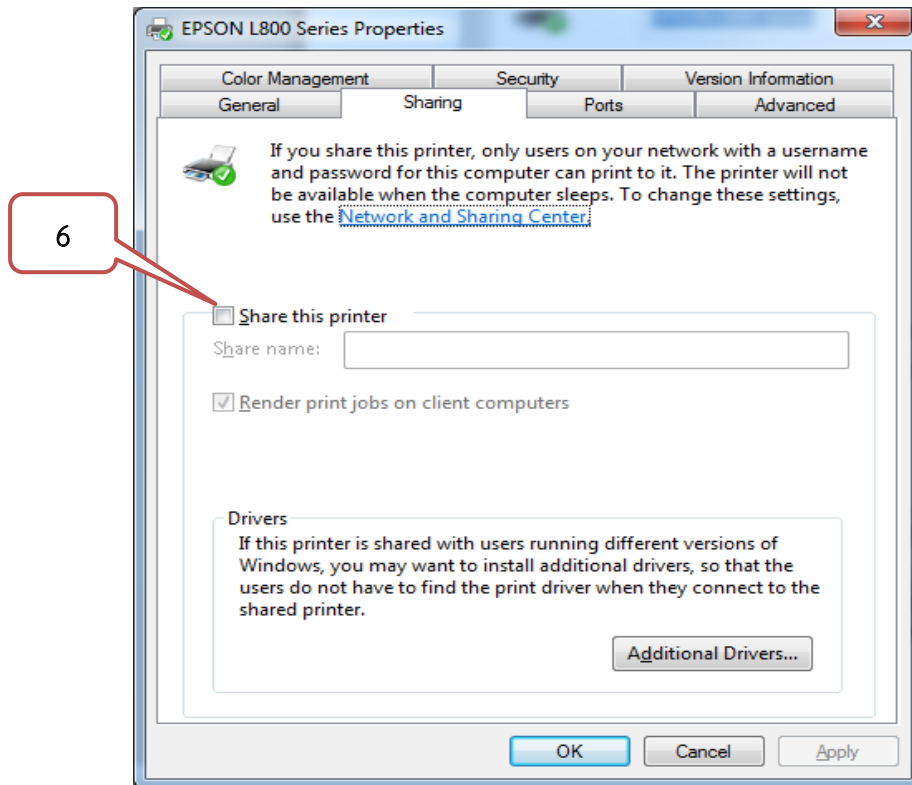 EPSON L800 Series Properties
Color Management Security Version Information
General Sharing Ports Advanced
If you share this printer, only users on your network with a username
and password for this computer can print to it. The printer will not
be available when the computer sleeps. To change these settings,
use the Network and Sharing Center.
6
Share this printer
Share name:
Render print jobs on client computers
Drivers
If this printer is shared with users running different versions of
Windows, you may want to install additional drivers, so that the
users do not have to find the print driver when they connect to the
shared printer.
Additional Drivers...
OK Cancel Apply